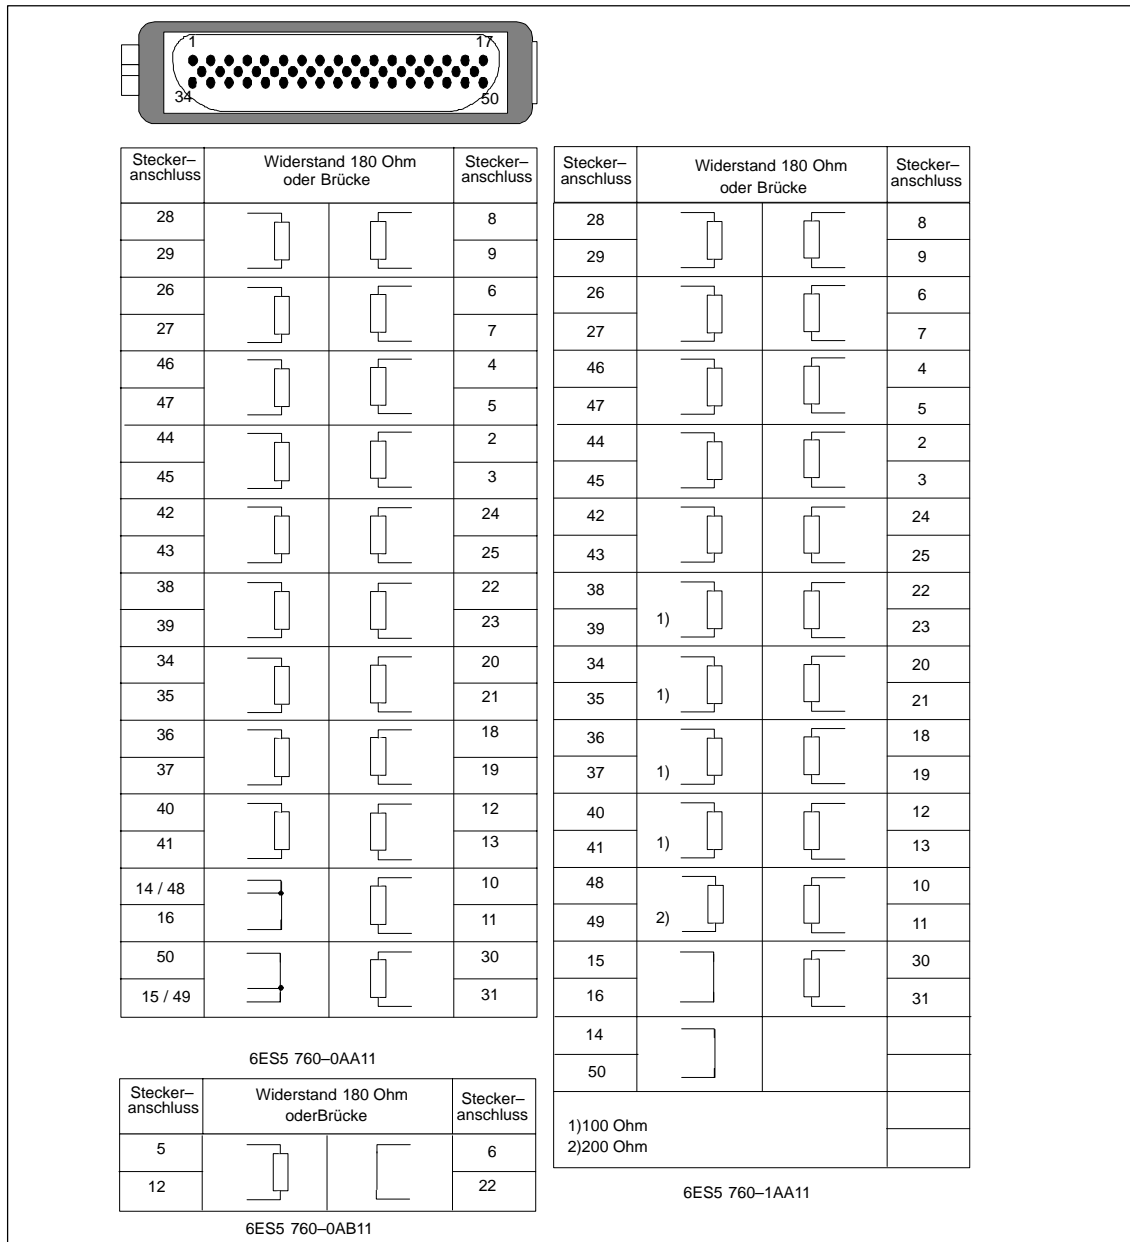 1 17
34 50
Stecker–
anschluss
Widerstand 180 Ohm
oder Brücke
Stecker–
anschluss
28 8
29 9
26 6
27 7
46 4
47 5
44 2
45 3
42 24
43 25
38 22
39 23
34 20
35 21
36 18
37 19
40 12
41 13
14 / 48 10
16 11
50 30
15 / 49 31
6ES5 760–0AA11
Stecker–
anschluss
Widerstand 180 Ohm
oderBrücke
Stecker–
anschluss
5 6
12 22
6ES5 760–0AB11
Stecker–
anschluss
Widerstand 180 Ohm
oder Brücke
Stecker–
anschluss
28 8
29 9
26 6
27 7
46 4
47 5
44 2
45 3
42 24
43 25
38 22
39 1) 23
34 20
35 1) 21
36 18
37 1) 19
40 12
41 1) 13
48 10
49 2) 11
15 30
16 31
14
50
1)100 Ohm
2)200 Ohm
6ES5 760–1AA11